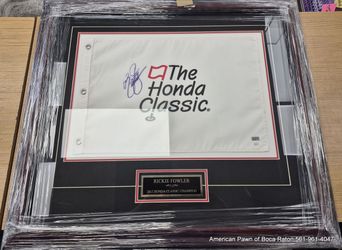 The
Honda
Classic®
RICKIE FOWLER
2017 HONDA CLASSIC CHAMPION
American Pawn of Boca Raton 561-961-4047